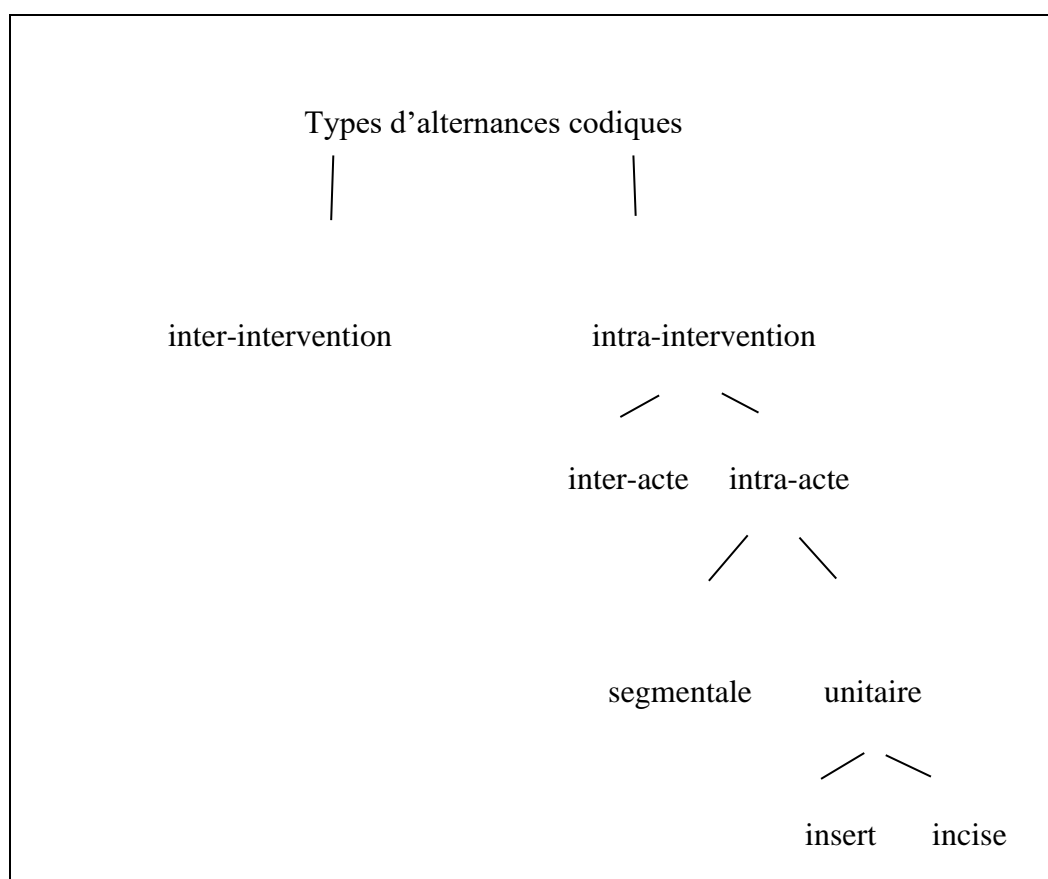 Types d’alternances codiques
inter-intervention intra-intervention
inter-acte intra-acte
segmentale unitaire
insert incise